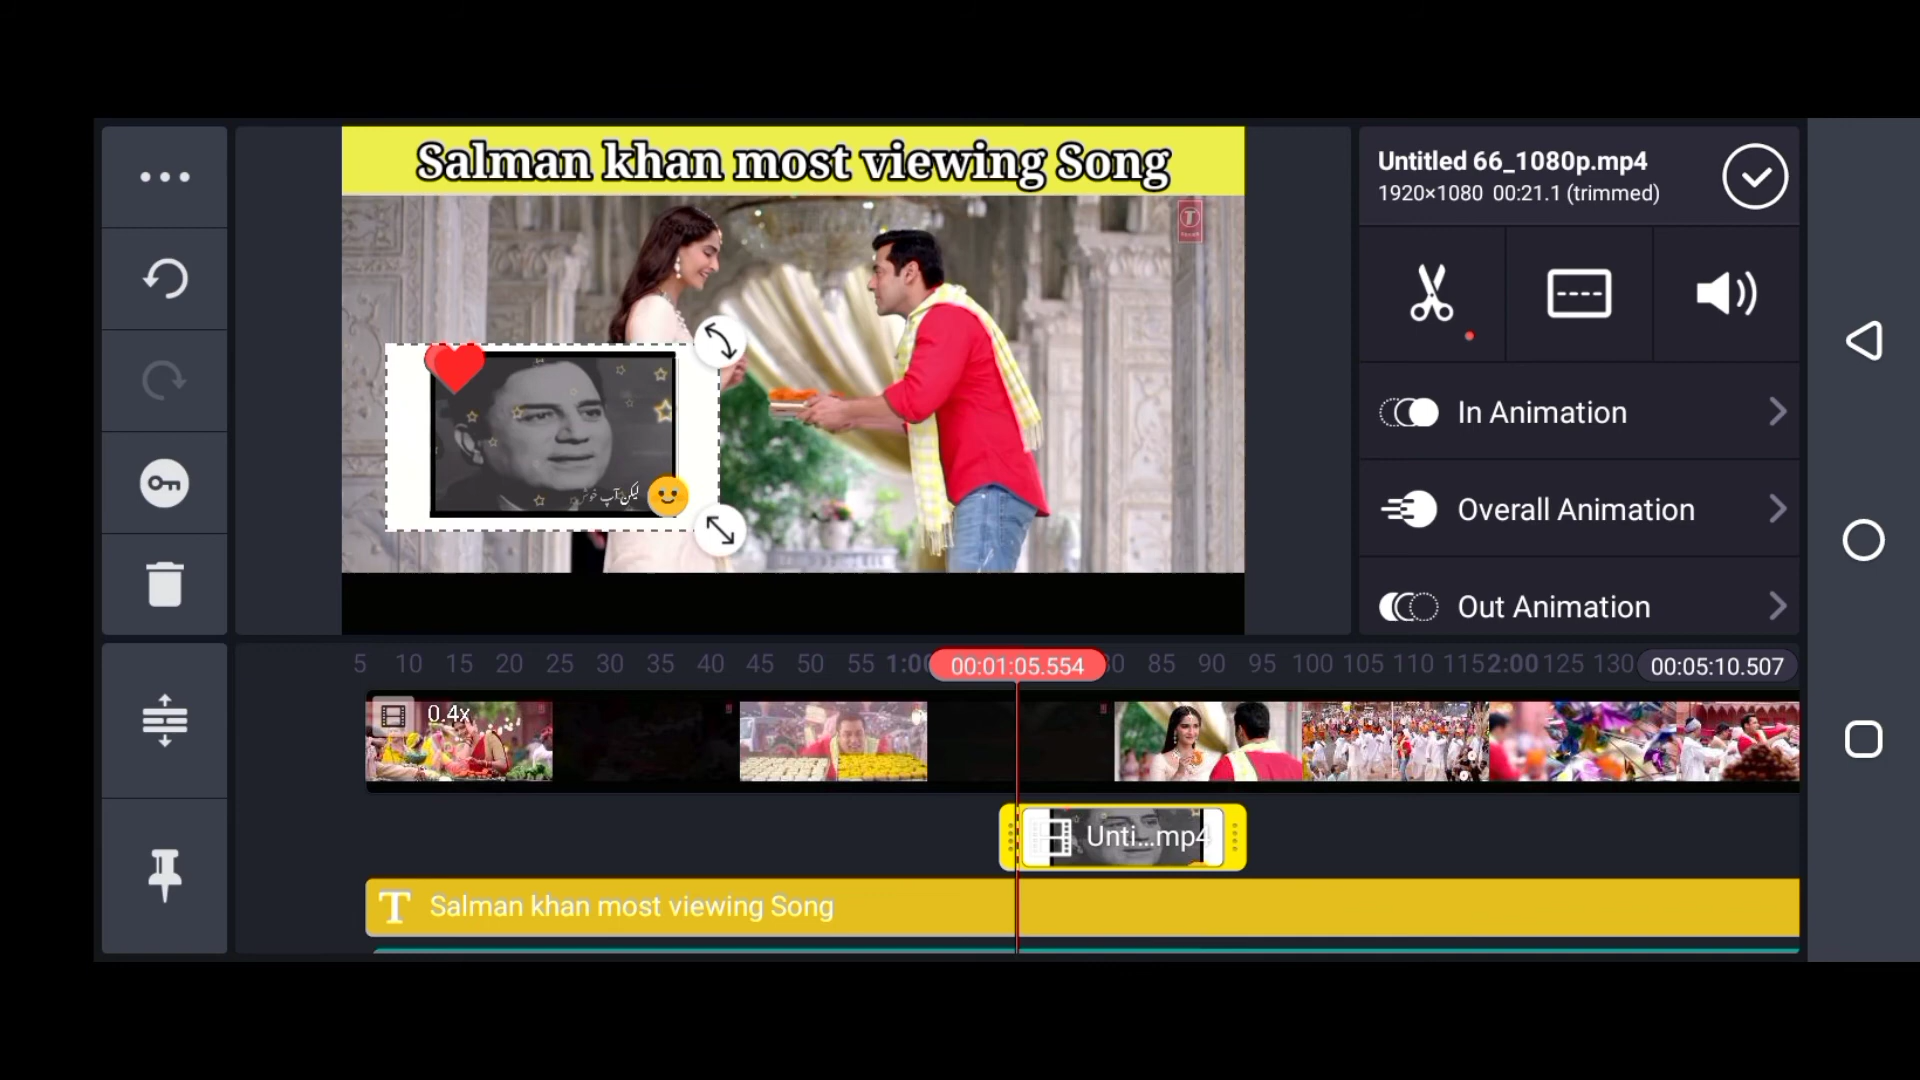 Salman khan most viewing Song
Untitled 66_1080p.mp4
1920×1080 00:21.1 (trimmed)
لیکن آپ خوش
In Animation
Overall Animation
Out Animation
5 10 15 20 25 30 35 40 45 50 55 1:00 00:01:05.554 85 90 95 100 105 110 115 2:00 125 130 00:05:10.507
0.4x
Unti...mp4
T Salman khan most viewing Song